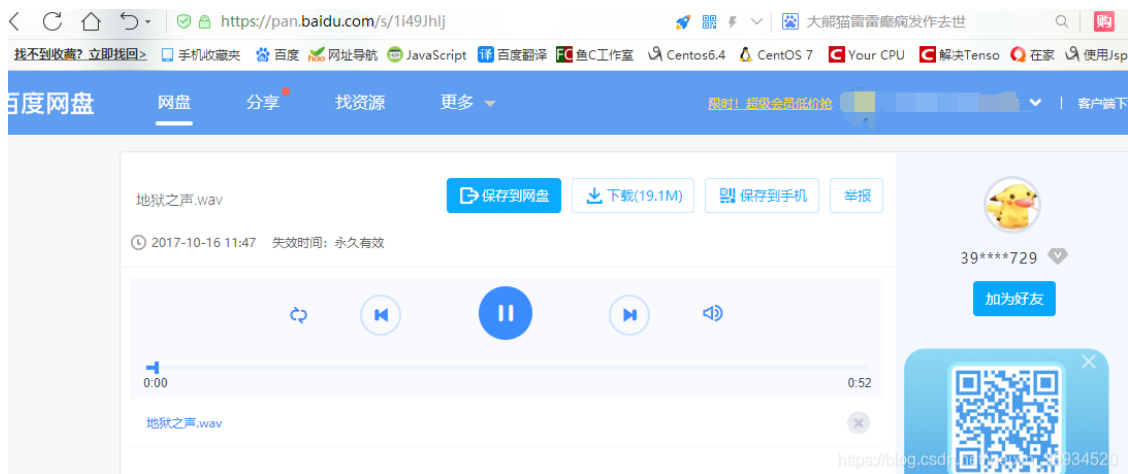 https://pan.baidu.com/s/1i49Jhlj 大熊猫雷雷癫痫发作去世 购
找不到收藏? 立即找回> 手机收藏夹 百度 网址导航 JavaScript 译 百度翻译 FC 鱼C工作室 Centos6.4 CentOS 7 Your CPU 解决Tenso 在家 使用Jsp
百度网盘 网盘 分享 找资源 更多 限时！超级会员低价抢 客户端下
地狱之声.wav 保存到网盘 下载(19.1M) 保存到手机 举报
2017-10-16 11:47 失效时间：永久有效
39****729
加为好友
0:00 0:52
地狱之声.wav